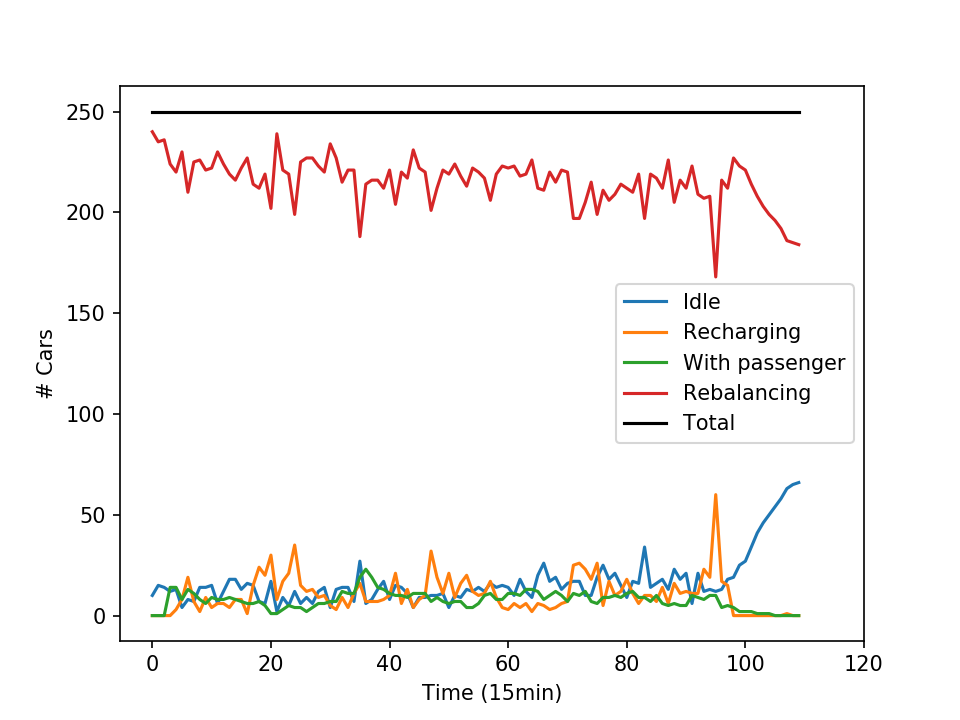 250
200
150
100
50
0
# Cars
Idle
Recharging
With passenger
Rebalancing
Total
0 20 40 60 80 100 120
Time (15min)